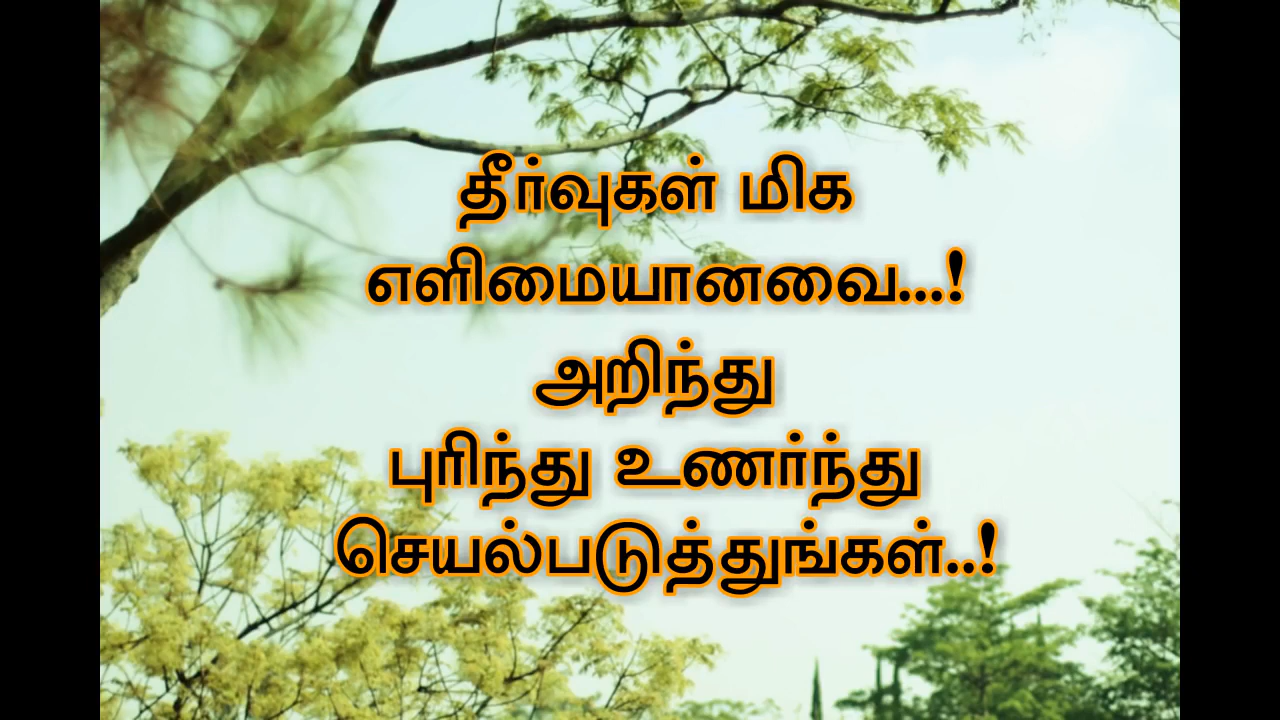 தீர்வுகள் மிக
எளிமையானவை...!
அறிந்து
புரிந்து உணர்ந்து
செயல்படுத்துங்கள்..!